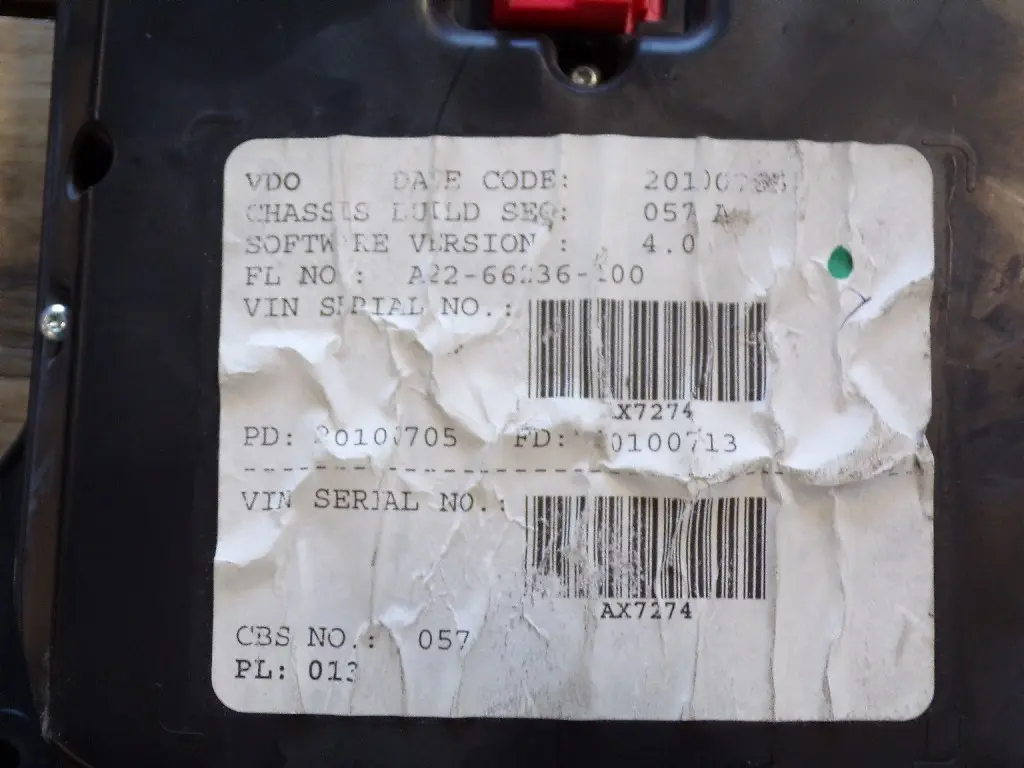 VDO DATE CODE: 20100705
CHASSIS BUILD SEQ: 057 A
SOFTWARE VERSION : 4.0
FL NO.: A22-66236-100
VIN SERIAL NO.:
AX7274
PD: 20100705 FD: 20100713
VIN SERIAL NO.:
AX7274
CBS NO.: 057
PL: 013